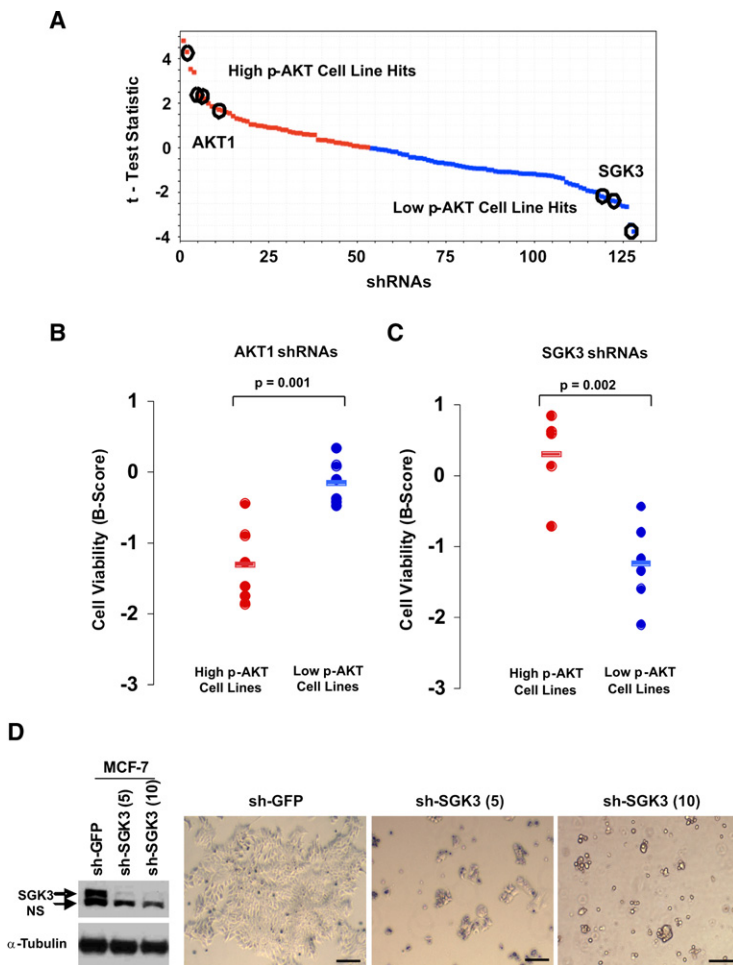 A
t - Test Statistic
4
2
0
-2
-4
High p-AKT Cell Line Hits
AKT1
SGK3
Low p-AKT Cell Line Hits
0
25
50
75
100
125
shRNAs
B
AKT1 shRNAs
p = 0.001
Cell Viability (B-Score)
1
0
-1
-2
-3
High p-AKT
Cell Lines
Low p-AKT
Cell Lines
C
SGK3 shRNAs
p = 0.002
Cell Viability (B-Score)
1
0
-1
-2
-3
High p-AKT
Cell Lines
Low p-AKT
Cell Lines
D
MCF-7
sh-GFP
sh-SGK3 (5)
sh-SGK3 (10)
SGK3
NS
α-Tubulin
sh-GFP
sh-SGK3 (5)
sh-SGK3 (10)